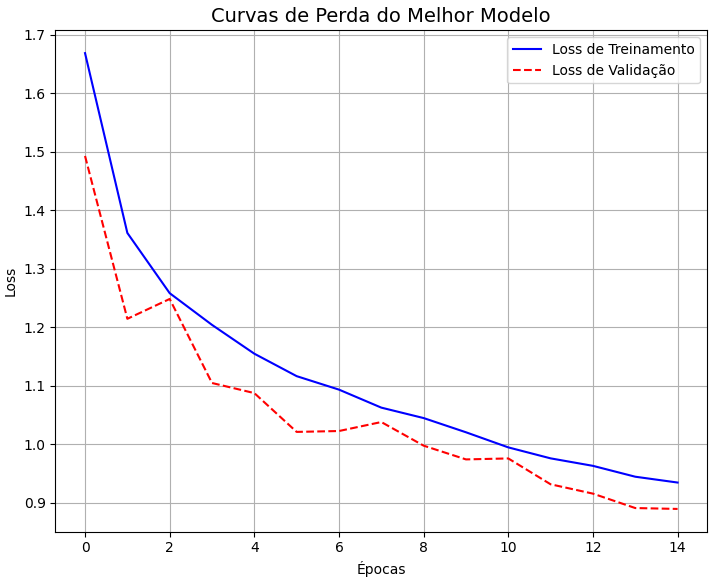 Curvas de Perda do Melhor Modelo
1.7
1.6
1.5
1.4
1.3
1.2
1.1
1.0
0.9
Loss
Loss de Treinamento
Loss de Validação
0 2 4 6 8 10 12 14
Épocas